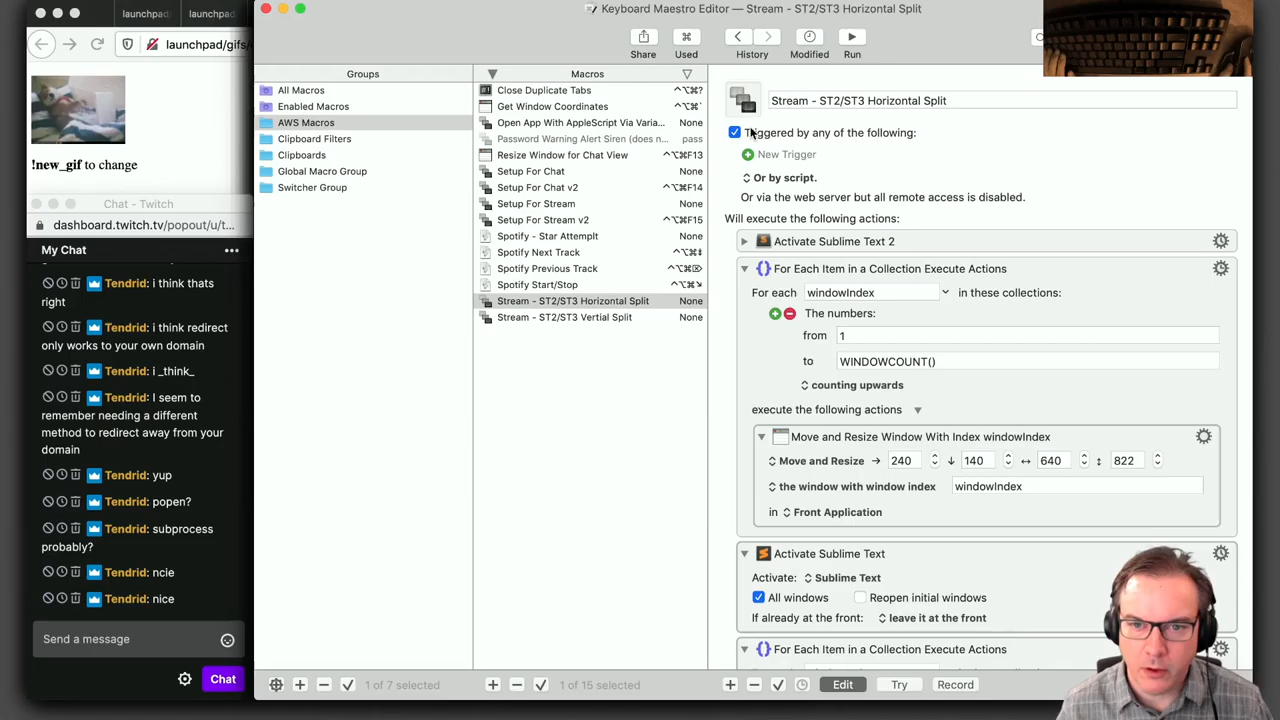 launchpad
launchpad
launchpad/gifs/
!new_gif to change
Chat - Twitch
dashboard.twitch.tv/popout/u/t...
My Chat
Tendrid: i think thats
right
Tendrid: i think redirect
only works to your own domain
Tendrid: i _think_
Tendrid: I seem to
remember needing a different
method to redirect away from your
domain
Tendrid: yup
Tendrid: popen?
Tendrid: subprocess
probably?
Tendrid: ncie
Tendrid: nice
Send a message
Chat
Keyboard Maestro Editor — Stream - ST2/ST3 Horizontal Split
Share
Used
History
Modified
Run
Groups
All Macros
Enabled Macros
AWS Macros
Clipboard Filters
Clipboards
Global Macro Group
Switcher Group
1 of 7 selected
Macros
Close Duplicate Tabs ^⌥⌘?
Get Window Coordinates
Open App With AppleScript Via Varia...
Password Warning Alert Siren (does n... pass
Resize Window for Chat View ^⌥⌘F13
Setup For Chat None
Setup For Chat v2 ^⌥⌘F14
Setup For Stream None
Setup For Stream v2 ^⌥⌘F15
Spotify - Star AttempIt None
Spotify Next Track
Spotify Previous Track
Spotify Start/Stop
Stream - ST2/ST3 Horizontal Split None
Stream - ST2/ST3 Vertial Split None
1 of 15 selected
Stream - ST2/ST3 Horizontal Split
Triggered by any of the following:
New Trigger
Or by script.
Or via the web server but all remote access is disabled.
Will execute the following actions:
Activate Sublime Text 2
For Each Item in a Collection Execute Actions
For each windowIndex in these collections:
The numbers:
from 1
to WINDOWCOUNT()
counting upwards
execute the following actions
Move and Resize Window With Index windowIndex
Move and Resize → 240 ↓ 140 ↔ 640 ↕ 822
the window with window index windowIndex
in Front Application
Activate Sublime Text
Activate: Sublime Text
All windows Reopen initial windows
If already at the front: leave it at the front
For Each Item in a Collection Execute Actions
Edit Try Record